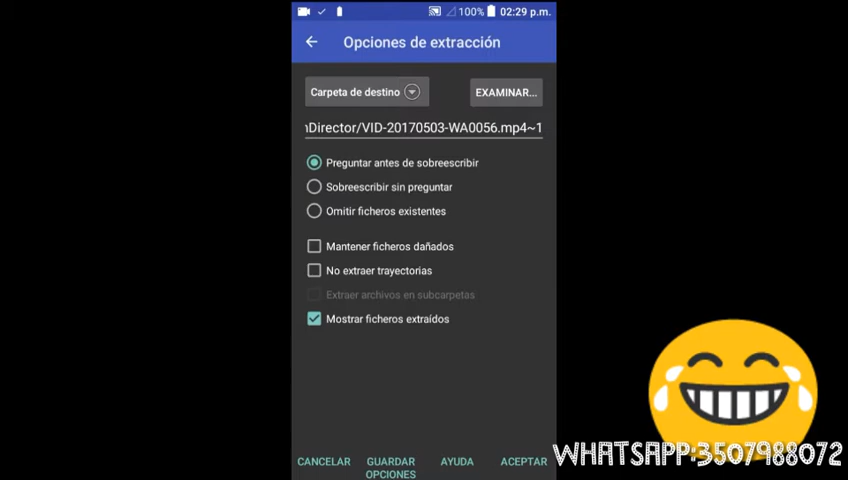 100% 02:29 p.m.
Opciones de extracción
Carpeta de destino
EXAMINAR...
nDirector/VID-20170503-WA0056.mp4~1
Preguntar antes de sobreescribir
Sobreescribir sin preguntar
Omitir ficheros existentes
Mantener ficheros dañados
No extraer trayectorias
Extraer archivos en subcarpetas
Mostrar ficheros extraídos
CANCELAR
GUARDAR
OPCIONES
AYUDA
ACEPTAR
WHATSAPP:3507988072